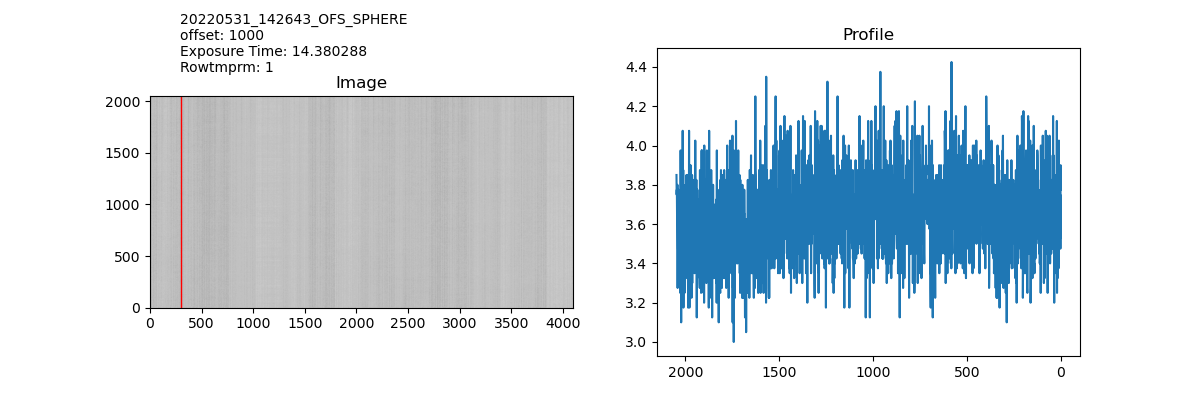 20220531_142643_OFS_SPHERE
offset: 1000
Exposure Time: 14.380288
Rowtmprm: 1
Image
2000
1500
1000
500
0
0 500 1000 1500 2000 2500 3000 3500 4000
Profile
4.4
4.2
4.0
3.8
3.6
3.4
3.2
3.0
2000 1500 1000 500 0